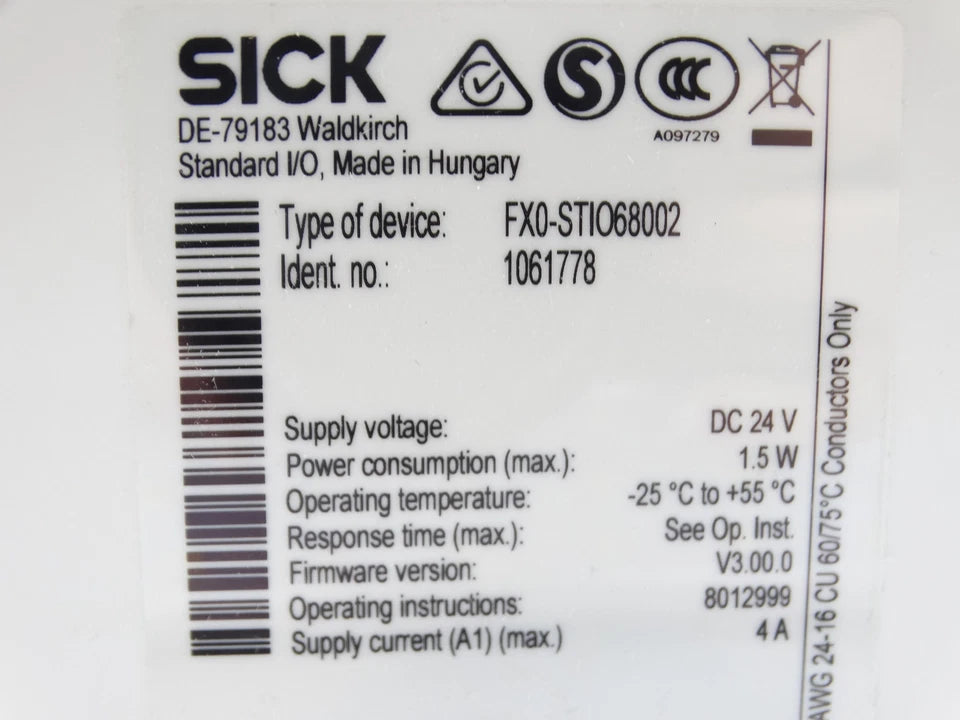 SICK
A097279
DE-79183 Waldkirch
Standard I/O, Made in Hungary
Type of device: FX0-STIO68002
Ident. no.: 1061778
Supply voltage: DC 24 V
Power consumption (max.): 1.5 W
Operating temperature: -25 °C to +55 °C
Response time (max.): See Op. Inst.
Firmware version: V3.00.0
Operating instructions: 8012999
Supply current (A1) (max.) 4 A
AWG 24-16 CU 60/75°C Conductors Only